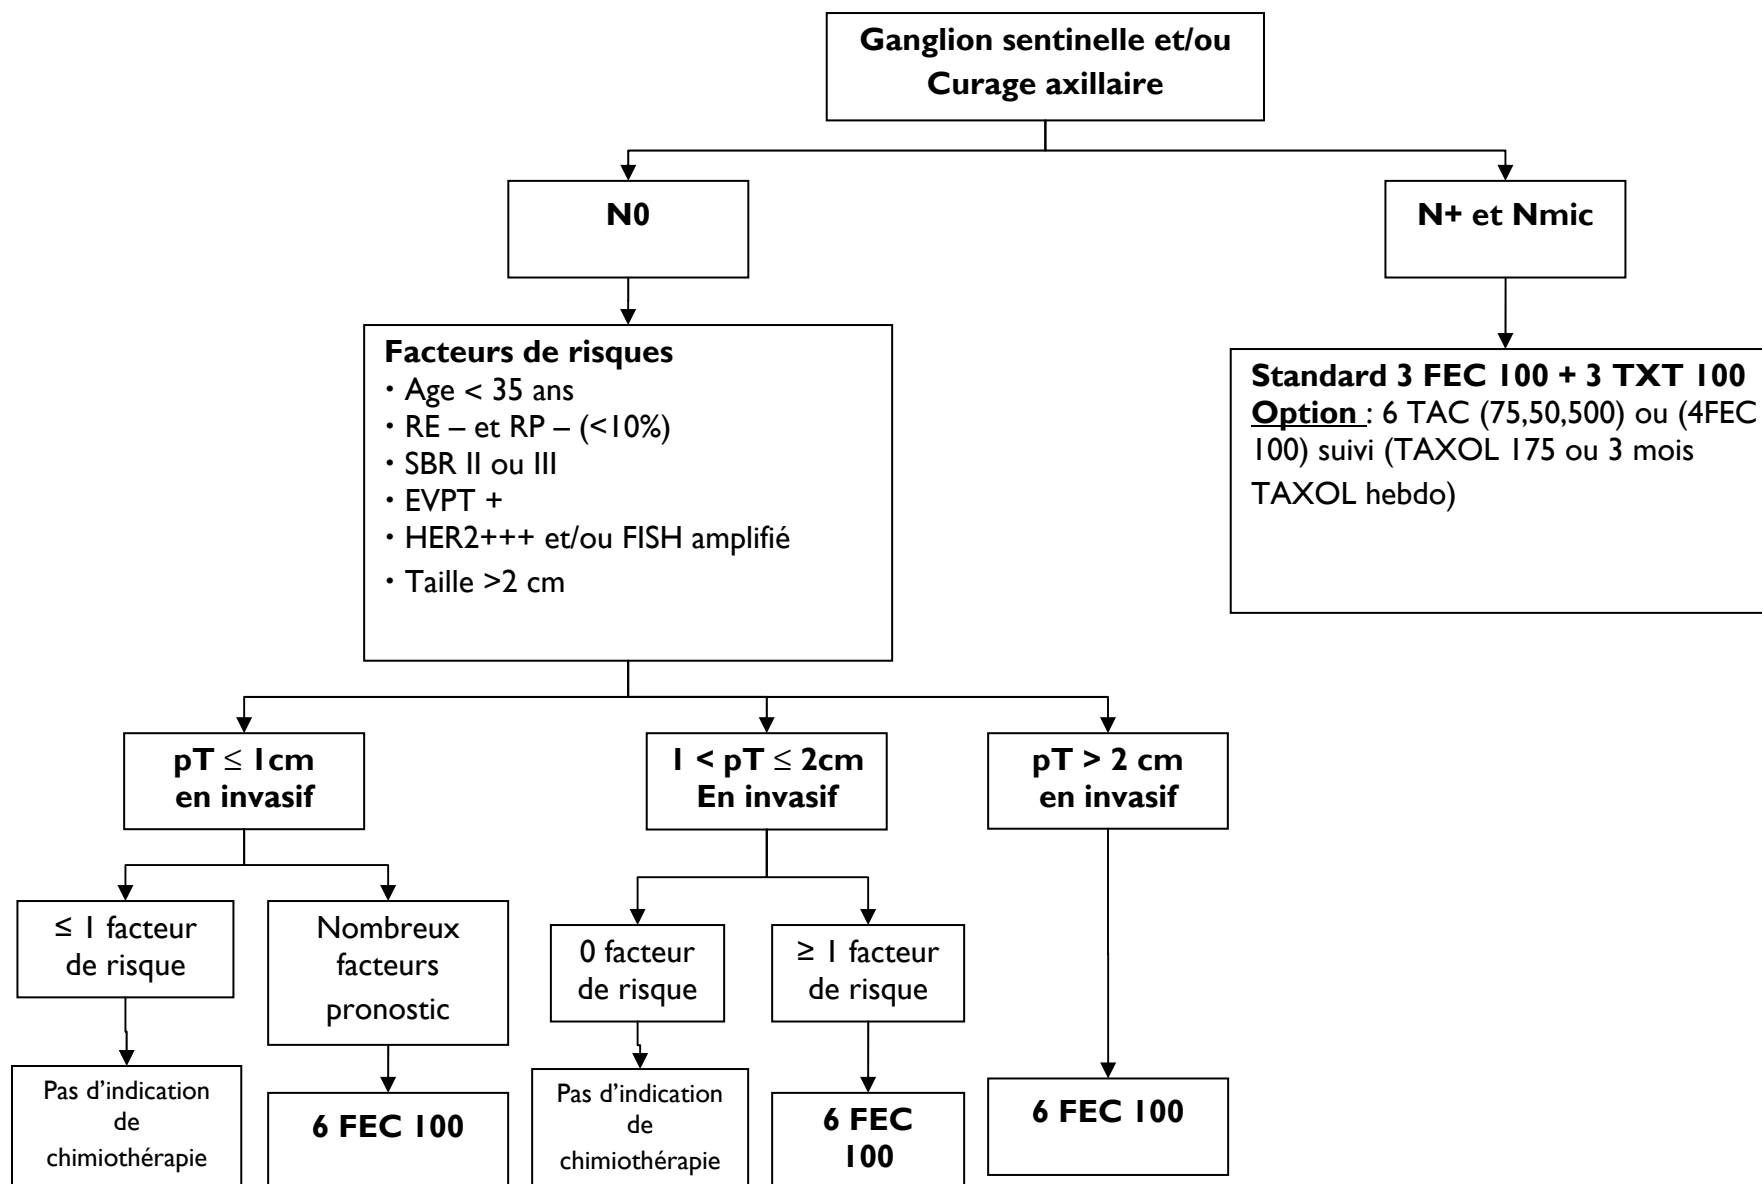 Ganglion sentinelle et/ou
Curage axillaire
N0
N+ et Nmic
Facteurs de risques
· Age < 35 ans
· RE – et RP – (<10%)
· SBR II ou III
· EVPT +
· HER2+++ et/ou FISH amplifié
· Taille >2 cm
Standard 3 FEC 100 + 3 TXT 100
Option : 6 TAC (75,50,500) ou (4FEC
100) suivi (TAXOL 175 ou 3 mois
TAXOL hebdo)
pT ≤ 1cm
en invasif
1 < pT ≤ 2cm
En invasif
pT > 2 cm
en invasif
≤ 1 facteur
de risque
Nombreux
facteurs
pronostic
0 facteur
de risque
≥ 1 facteur
de risque
Pas d’indication
de
chimiothérapie
6 FEC 100
Pas d’indication
de
chimiothérapie
6 FEC
100
6 FEC 100